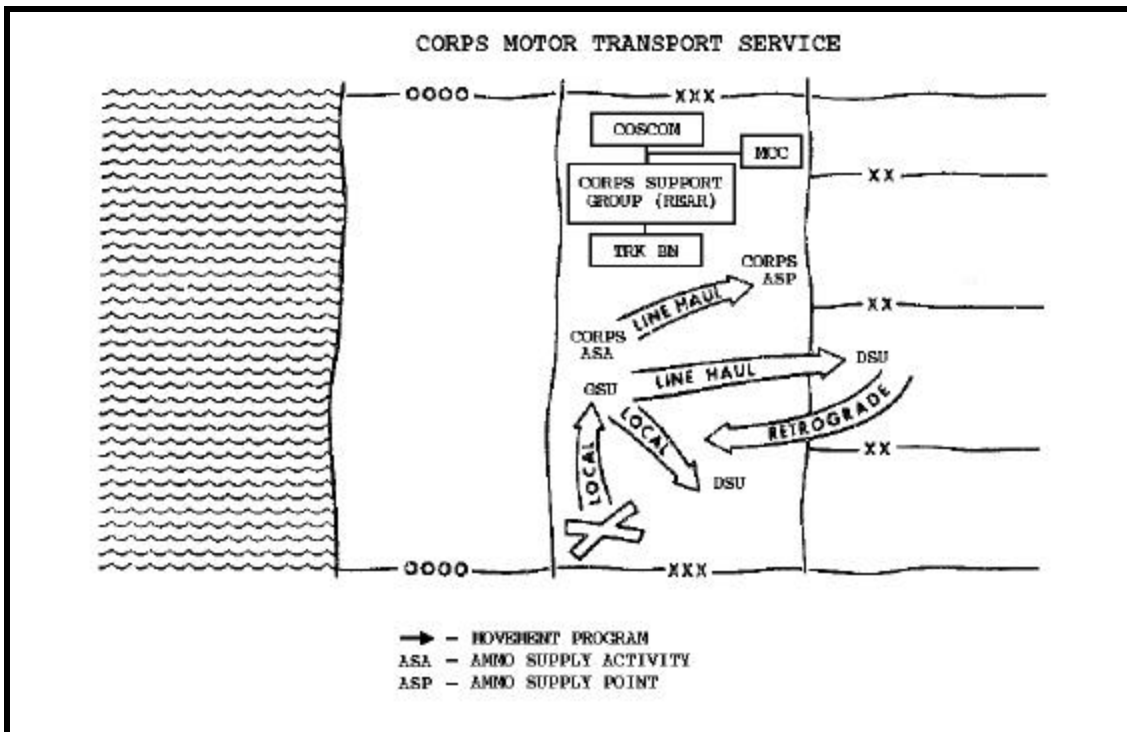 CORPS MOTOR TRANSPORT SERVICE
OOOO
XXX
COSCOM
MCC
XX
CORPS SUPPORT
GROUP (REAR)
TRK BN
CORPS
ASP
LINE HAUL
XX
CORPS
ASA
LINE HAUL
DSU
GSU
RETROGRADE
LOCAL
LOCAL
XX
DSU
OOOO
XXX
→ - MOVEMENT PROGRAM
ASA - AMMO SUPPLY ACTIVITY
ASP - AMMO SUPPLY POINT